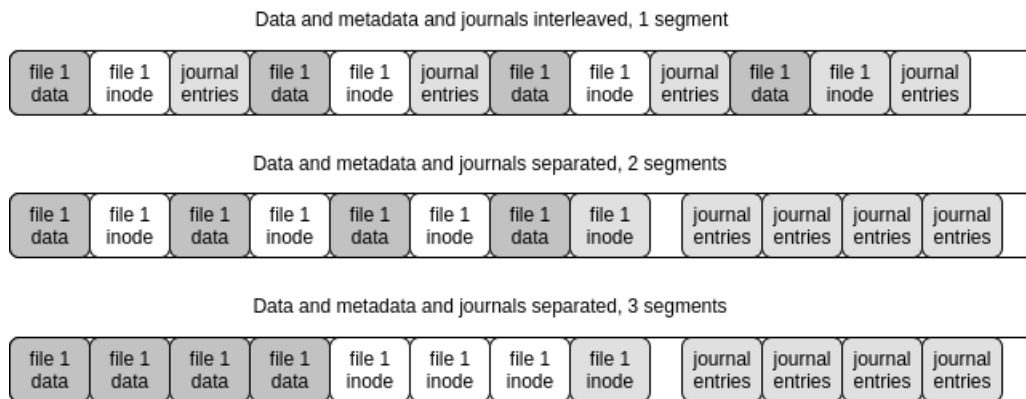 Data and metadata and journals interleaved, 1 segment
file 1 file 1 journal file 1 file 1 journal file 1 file 1 journal file 1 file 1 journal
data inode entries data inode entries data inode entries data inode entries
Data and metadata and journals separated, 2 segments
file 1 file 1 file 1 file 1 file 1 file 1 file 1 file 1 journal journal journal journal
data inode data inode data inode data inode entries entries entries entries
Data and metadata and journals separated, 3 segments
file 1 file 1 file 1 file 1 file 1 file 1 file 1 file 1 journal journal journal journal
data data data data inode inode inode inode entries entries entries entries